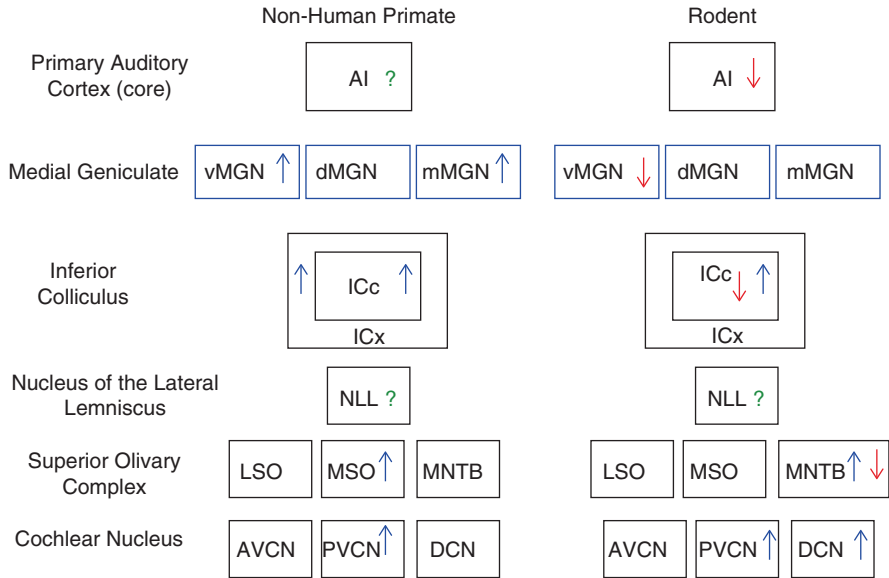 Non-Human Primate Rodent
Primary Auditory
Cortex (core)
AI ? AI
Medial Geniculate vMGN dMGN mMGN vMGN dMGN mMGN
Inferior
Colliculus
ICc ICc
ICx ICx
Nucleus of the Lateral
Lemniscus
NLL ? NLL ?
Superior Olivary
Complex
LSO MSO MNTB LSO MSO MNTB
Cochlear Nucleus
AVCN PVCN DCN AVCN PVCN DCN